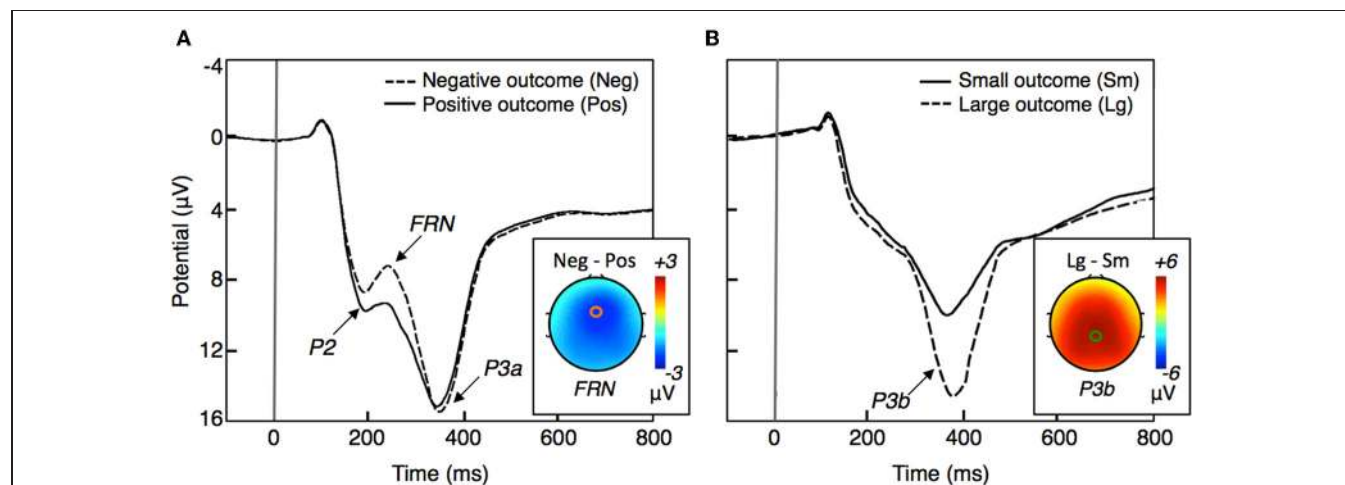 A
B
-4
0
4
8
12
16
Potential (µV)
Negative outcome (Neg)
Positive outcome (Pos)
FRN
P2
P3a
Neg - Pos
+3
-3
µV
FRN
0
200
400
600
800
Time (ms)
Small outcome (Sm)
Large outcome (Lg)
P3b
Lg - Sm
+6
-6
µV
P3b
0
200
400
600
800
Time (ms)